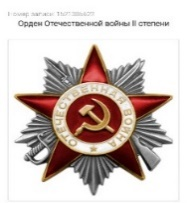 Орден Отечественной войны II степени
ОТЕЧЕСТВЕННАЯ ВОЙНА